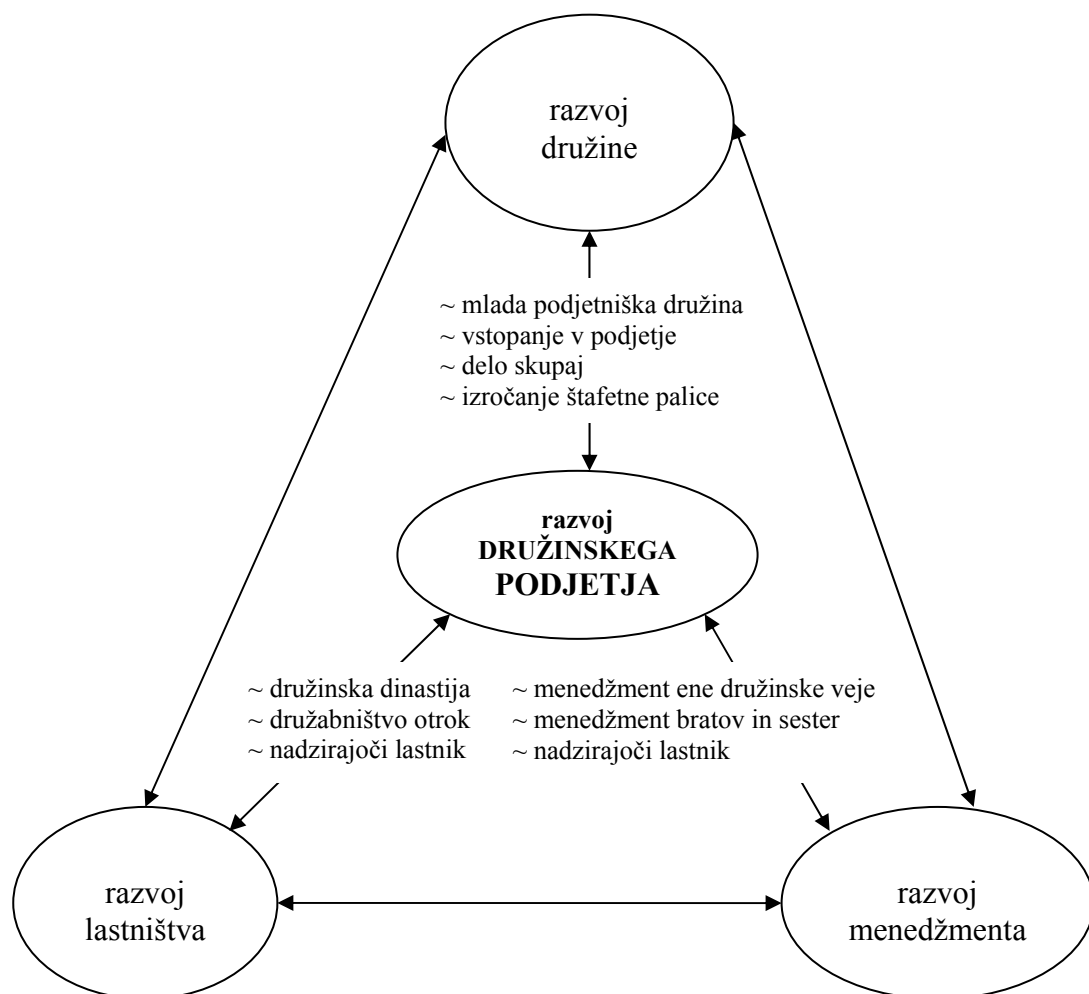 razvoj
družine
~ mlada podjetniška družina
~ vstopanje v podjetje
~ delo skupaj
~ izročanje štafetne palice
razvoj
DRUŽINSKEGA
PODJETJA
~ družinska dinastija
~ družabništvo otrok
~ nadzirajoči lastnik
~ menedžment ene družinske veje
~ menedžment bratov in sester
~ nadzirajoči lastnik
razvoj
lastništva
razvoj
menedžmenta